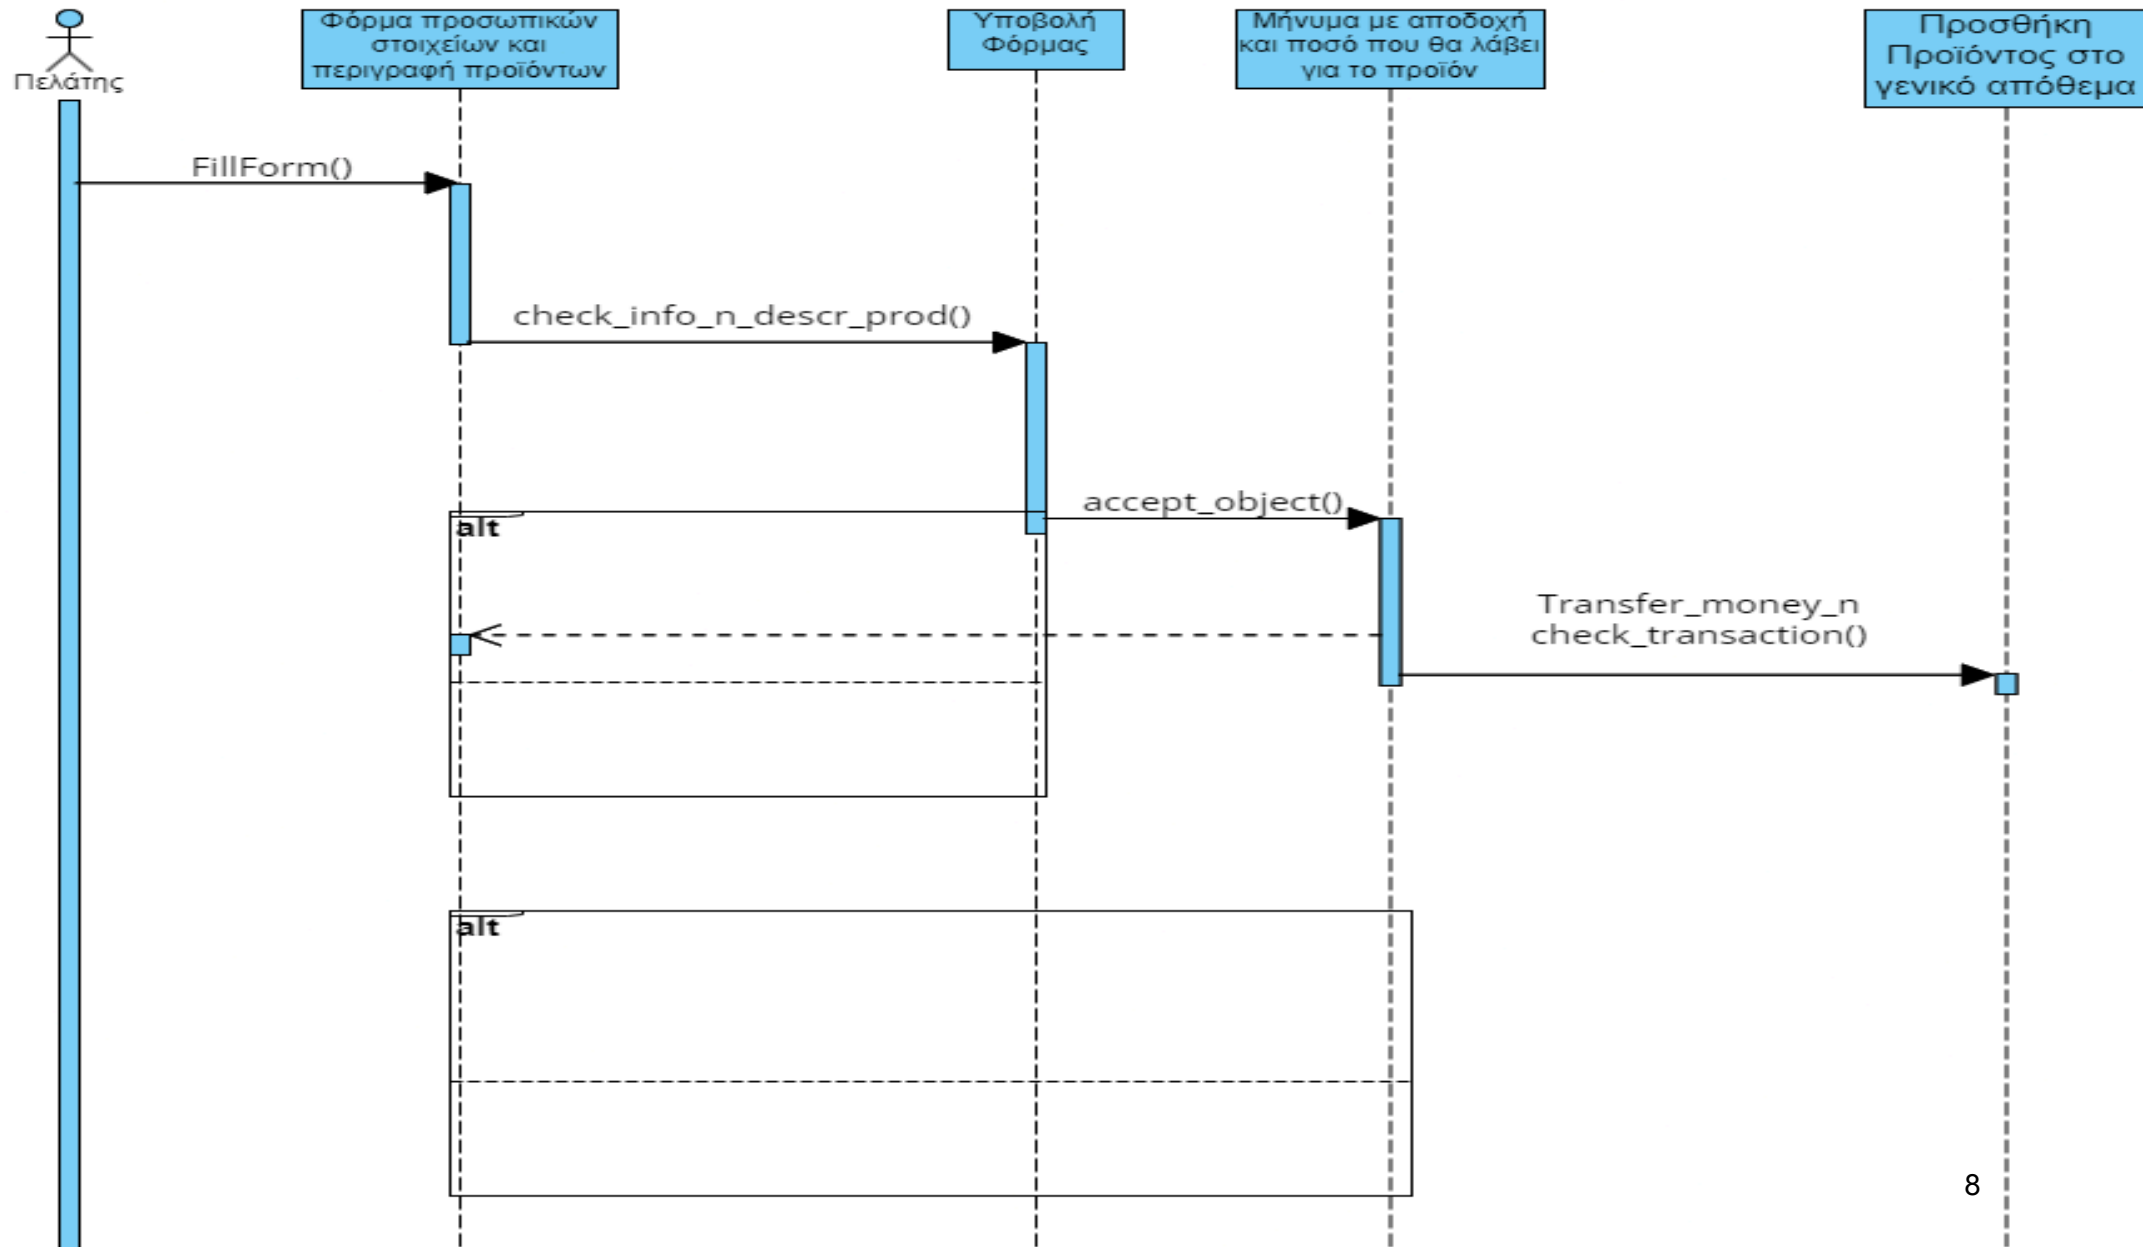 Πελάτης
Φόρμα προσωπικών
στοιχείων και
περιγραφή προϊόντων
Υποβολή
Φόρμας
Μήνυμα με αποδοχή
και ποσό που θα λάβει
για το προϊόν
Προσθήκη
Προϊόντος στο
γενικό απόθεμα
FillForm()
check_info_n_descr_prod()
accept_object()
alt
Transfer_money_n
check_transaction()
alt
8